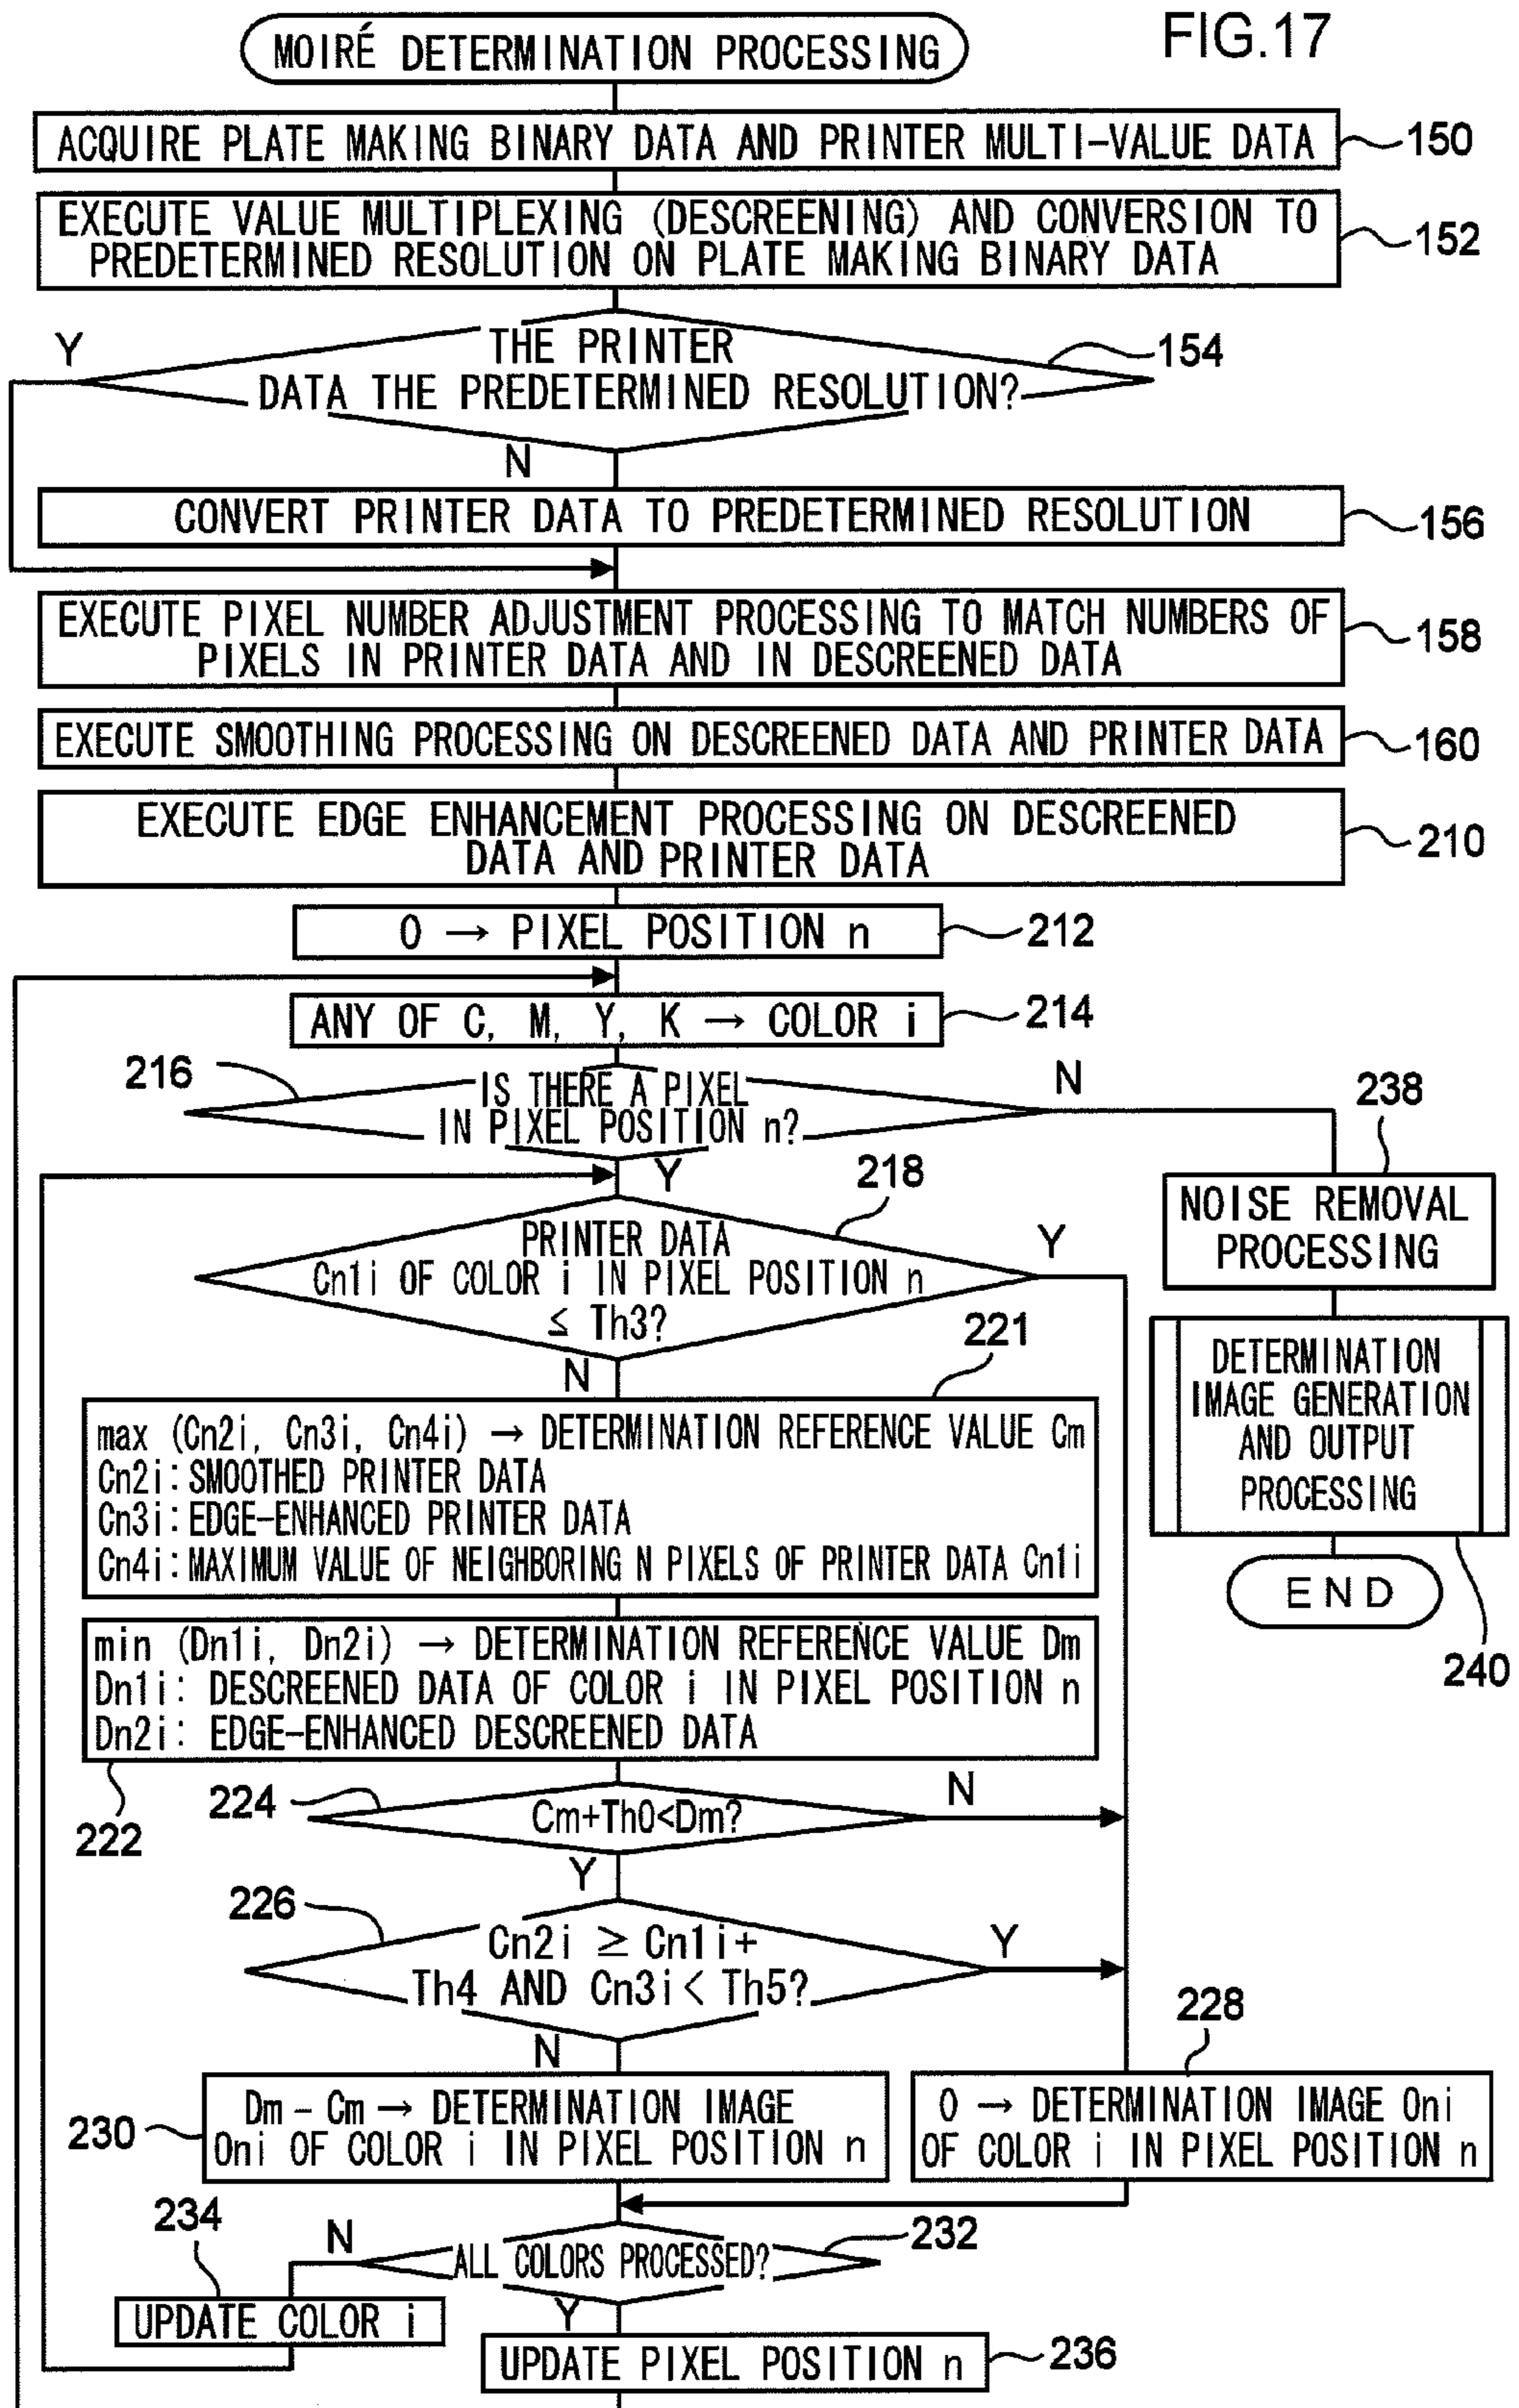 FIG.17
MOIRÉ DETERMINATION PROCESSING
ACQUIRE PLATE MAKING BINARY DATA AND PRINTER MULTI-VALUE DATA
150
EXECUTE VALUE MULTIPLEXING (DESCREENING) AND CONVERSION TO
PREDETERMINED RESOLUTION ON PLATE MAKING BINARY DATA
152
Y
THE PRINTER
DATA THE PREDETERMINED RESOLUTION?
154
N
CONVERT PRINTER DATA TO PREDETERMINED RESOLUTION
156
EXECUTE PIXEL NUMBER ADJUSTMENT PROCESSING TO MATCH NUMBERS OF
PIXELS IN PRINTER DATA AND IN DESCREENED DATA
158
EXECUTE SMOOTHING PROCESSING ON DESCREENED DATA AND PRINTER DATA
160
EXECUTE EDGE ENHANCEMENT PROCESSING ON DESCREENED
DATA AND PRINTER DATA
210
0 → PIXEL POSITION n
212
ANY OF C, M, Y, K → COLOR i
214
216
IS THERE A PIXEL
IN PIXEL POSITION n?
N
Y
238
NOISE REMOVAL
PROCESSING
218
PRINTER DATA
Cn1i OF COLOR i IN PIXEL POSITION n
≤ Th3?
Y
N
DETERMINATION
IMAGE GENERATION
AND OUTPUT
PROCESSING
240
END
221
max (Cn2i, Cn3i, Cn4i) → DETERMINATION REFERENCE VALUE Cm
Cn2i: SMOOTHED PRINTER DATA
Cn3i: EDGE-ENHANCED PRINTER DATA
Cn4i: MAXIMUM VALUE OF NEIGHBORING N PIXELS OF PRINTER DATA Cn1i
min (Dn1i, Dn2i) → DETERMINATION REFERENCE VALUE Dm
Dn1i: DESCREENED DATA OF COLOR i IN PIXEL POSITION n
Dn2i: EDGE-ENHANCED DESCREENED DATA
222
224
Cm+Th0<Dm?
N
Y
226
Cn2i ≥ Cn1i+
Th4 AND Cn3i < Th5?
Y
N
228
0 → DETERMINATION IMAGE Oni
OF COLOR i IN PIXEL POSITION n
230
Dm - Cm → DETERMINATION IMAGE
Oni OF COLOR i IN PIXEL POSITION n
232
ALL COLORS PROCESSED?
N
Y
234
UPDATE COLOR i
UPDATE PIXEL POSITION n
236